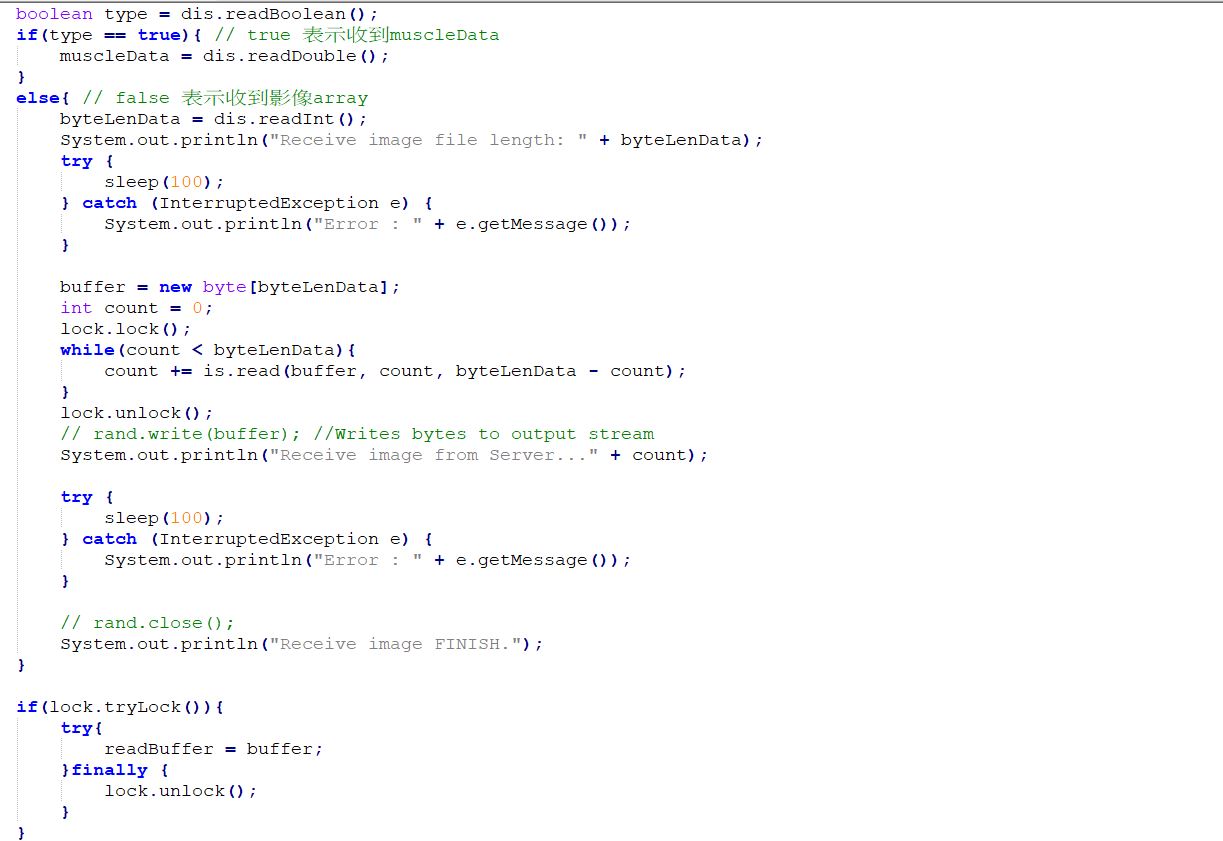 boolean type = dis.readBoolean();
if(type == true){ // true 表示收到muscleData
    muscleData = dis.readDouble();
}
else{ // false 表示收到影像array
    byteLenData = dis.readInt();
    System.out.println("Receive image file length: " + byteLenData);
    try {
        sleep(100);
    } catch (InterruptedException e) {
        System.out.println("Error : " + e.getMessage());
    }

    buffer = new byte[byteLenData];
    int count = 0;
    lock.lock();
    while(count < byteLenData){
        count += is.read(buffer, count, byteLenData - count);
    }
    lock.unlock();
    // rand.write(buffer); //Writes bytes to output stream
    System.out.println("Receive image from Server..." + count);

    try {
        sleep(100);
    } catch (InterruptedException e) {
        System.out.println("Error : " + e.getMessage());
    }

    // rand.close();
    System.out.println("Receive image FINISH.");
}

if(lock.tryLock()){
    try{
        readBuffer = buffer;
    }finally {
        lock.unlock();
    }
}